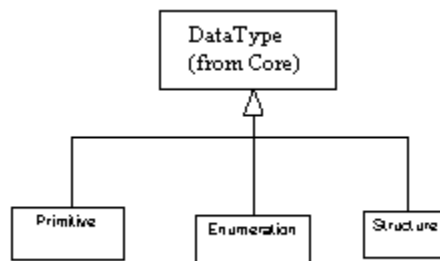 DataType
(from Core)
Primitive
Enumeration
Structure